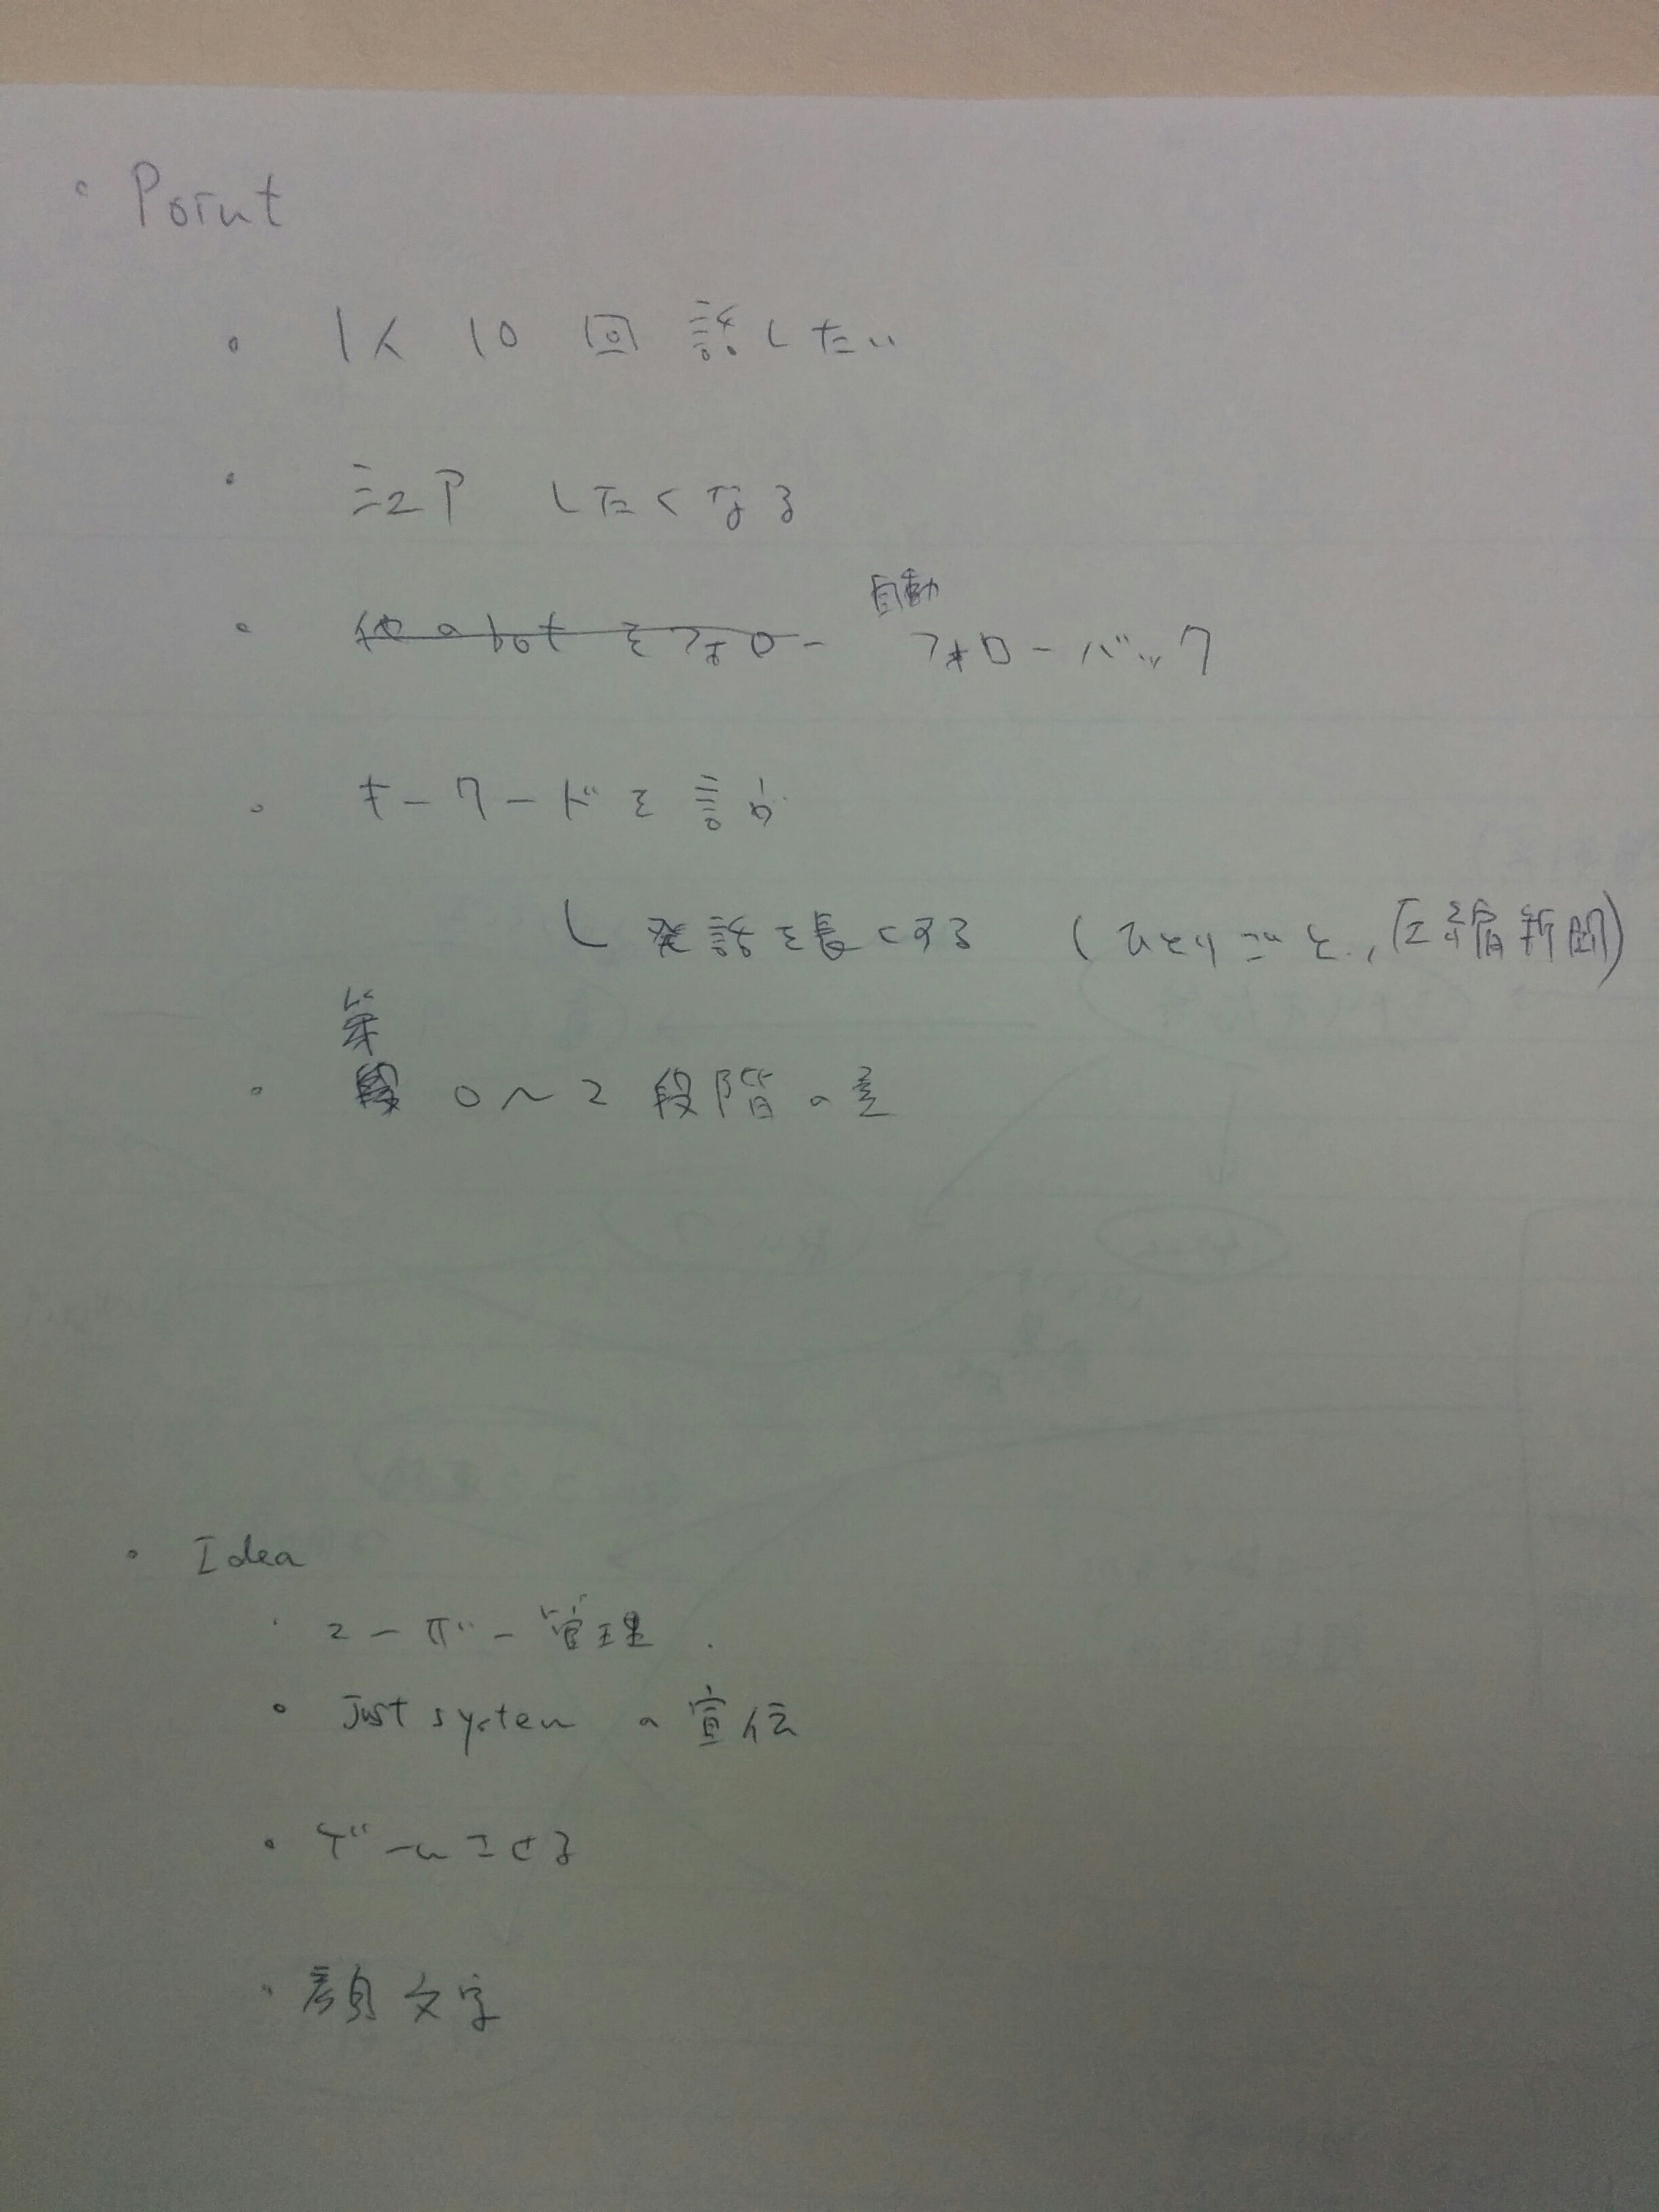 ・Point
・1人 10 回 話したい
・シェア したくなる
・他のbotをフォロー 自動フォローバック
・キーワードを言う
し 発話を長くする (ひとりごと, 圧縮新聞)
・0〜2 段階の差
・Idea
・ユーザー管理
・Just system の宣伝
・ゲームさせる
・顔文字